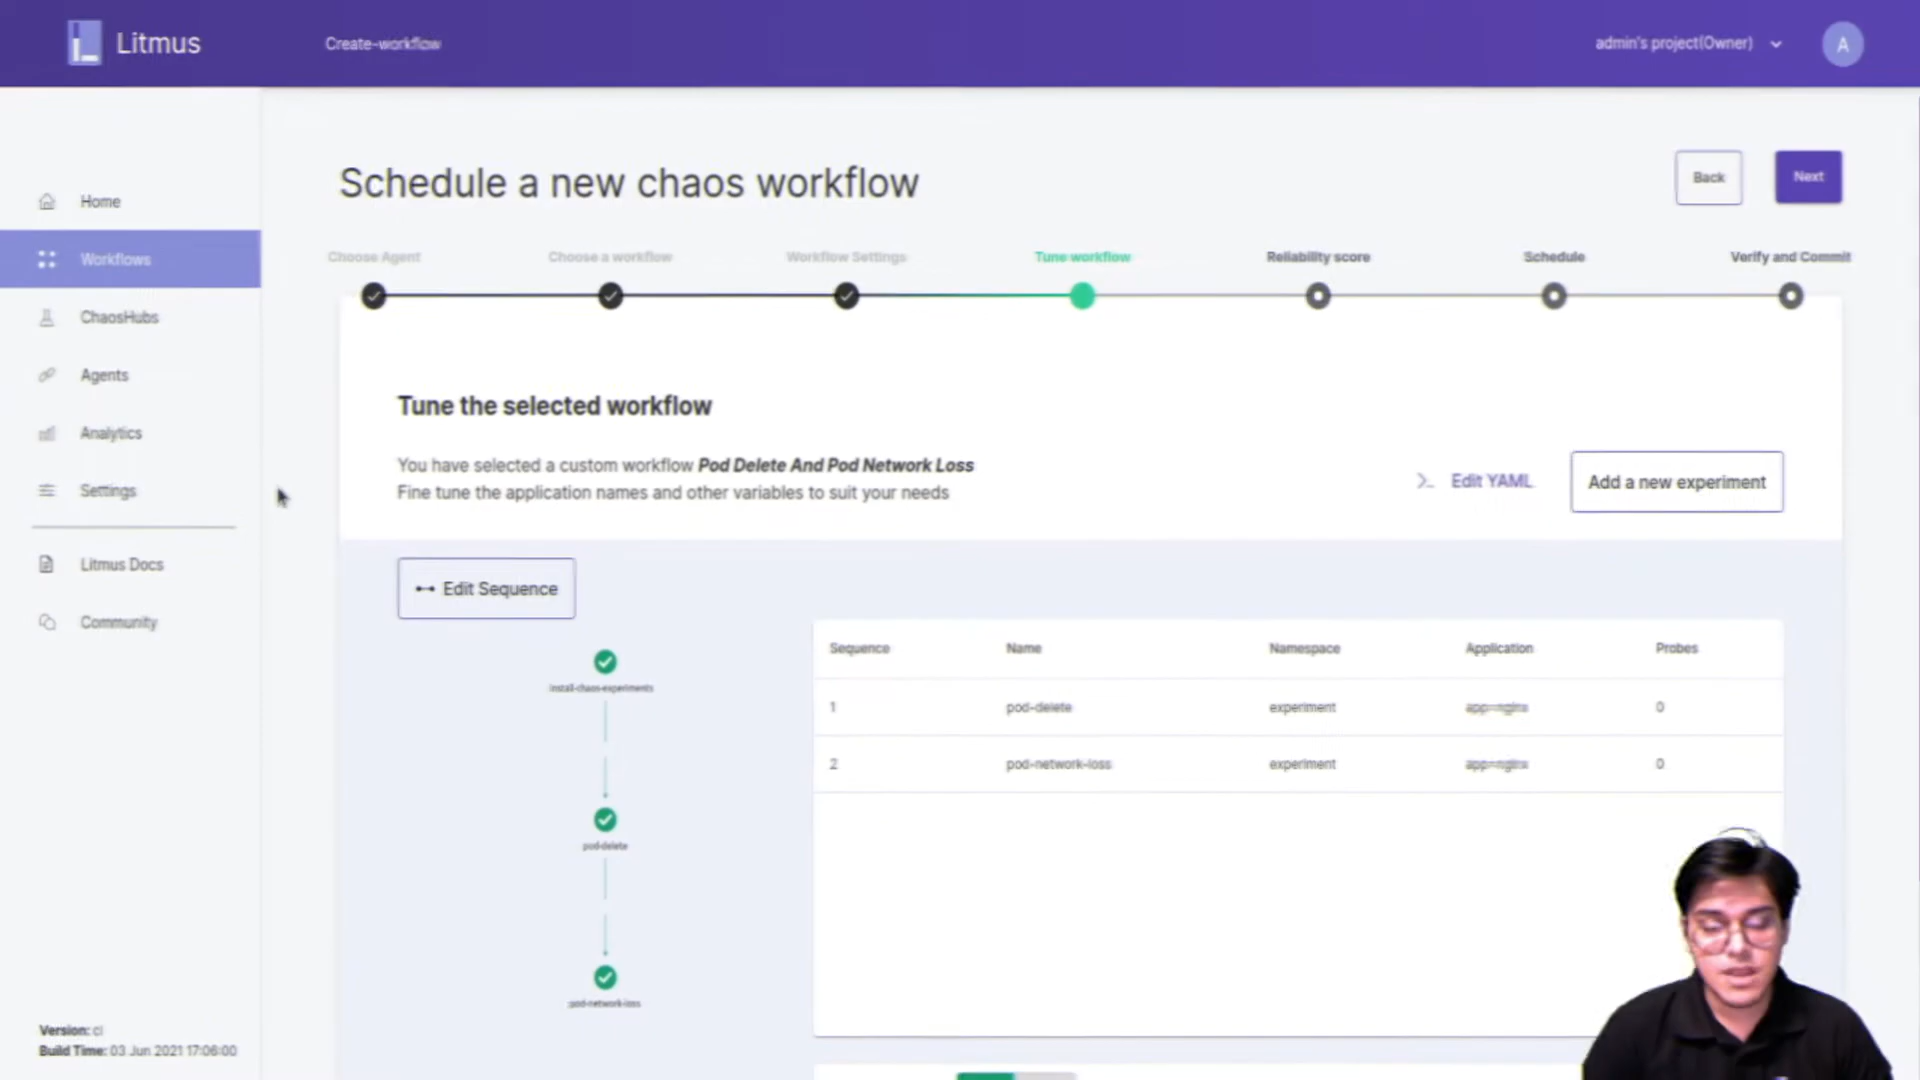 Litmus
Create-workflow
admin's project(Owner)
A
Home
Workflows
ChaosHubs
Agents
Analytics
Settings
Litmus Docs
Community
Version: ci
Build Time: 03 Jun 2021 17:06:00
Schedule a new chaos workflow
Back
Next
Choose Agent
Choose a workflow
Workflow Settings
Tune workflow
Reliability score
Schedule
Verify and Commit
Tune the selected workflow
You have selected a custom workflow Pod Delete And Pod Network Loss
Fine tune the application names and other variables to suit your needs
Edit YAML
Add a new experiment
Edit Sequence
install-chaos-experiments
pod-delete
pod-network-loss
Sequence Name Namespace Application Probes
1 pod-delete experiment app=nginx 0
2 pod-network-loss experiment app=nginx 0